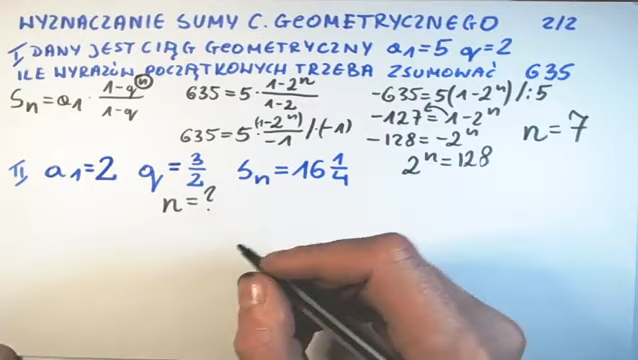 WYZNACZANIE SUMY C. GEOMETRYCZNEGO 2/2
I DANY JEST CIĄG GEOMETRYCZNY a1=5 q=2
ILE WYRAZÓW POCZĄTKOWYCH TRZEBA ZSUMOWAĆ 635
Sn=a1·(1-q^n)/(1-q) 635=5·(1-2^n)/(1-2) -635=5(1-2^n)/:5
-127=1-2^n
635=5·(1-2^n)/-1 /·(-1) -128=-2^n n=7
2^n=128
II a1=2 q=3/2 Sn=16 1/4
n=?